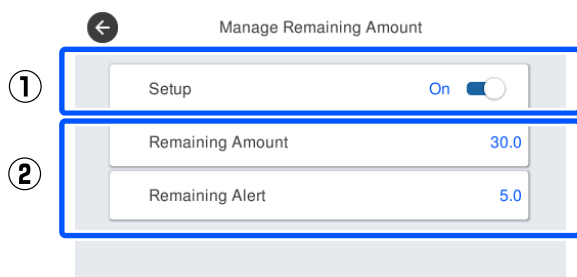 Manage Remaining Amount
① Setup On
② Remaining Amount 30.0
Remaining Alert 5.0